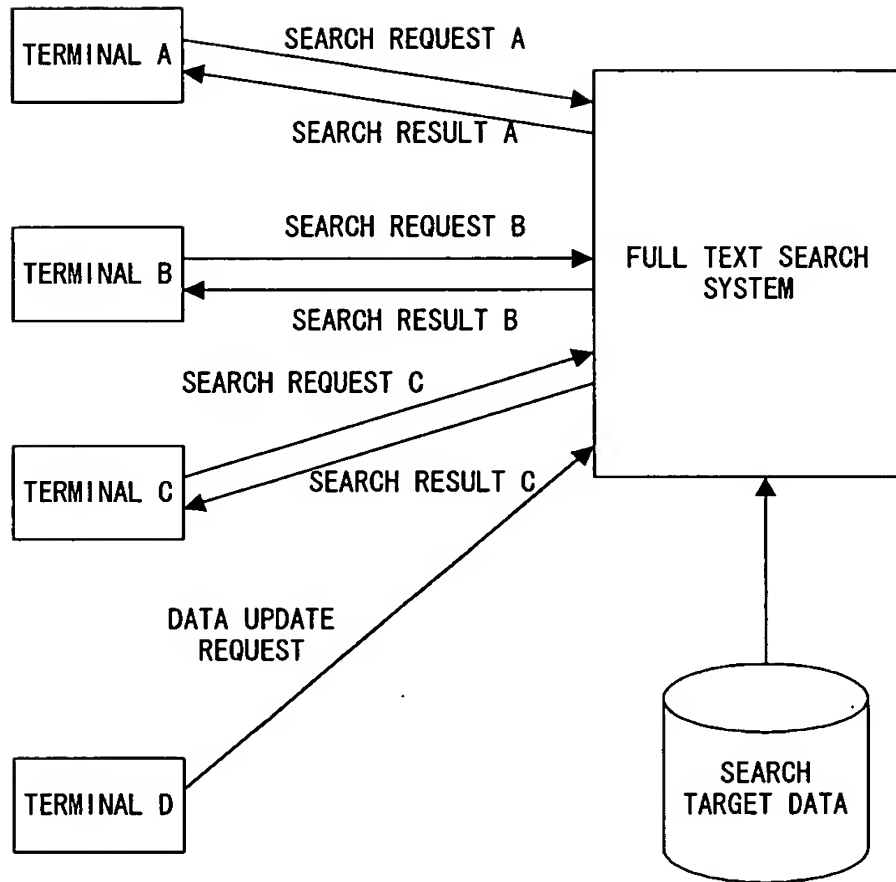 TERMINAL A
SEARCH REQUEST A
SEARCH RESULT A
TERMINAL B
SEARCH REQUEST B
SEARCH RESULT B
FULL TEXT SEARCH
SYSTEM
SEARCH REQUEST C
TERMINAL C
SEARCH RESULT C
DATA UPDATE
REQUEST
TERMINAL D
SEARCH
TARGET DATA